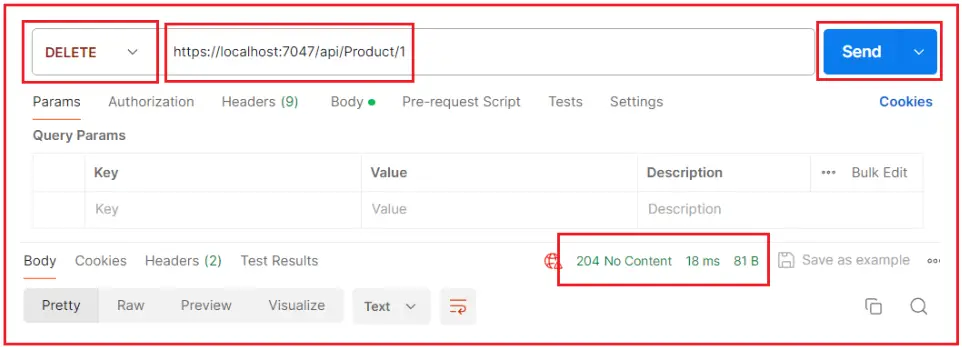 DELETE https://localhost:7047/api/Product/1 Send
Params Authorization Headers (9) Body Pre-request Script Tests Settings Cookies
Query Params
Key Value Description ••• Bulk Edit
Key Value Description
Body Cookies Headers (2) Test Results 204 No Content 18 ms 81 B Save as example
Pretty Raw Preview Visualize Text